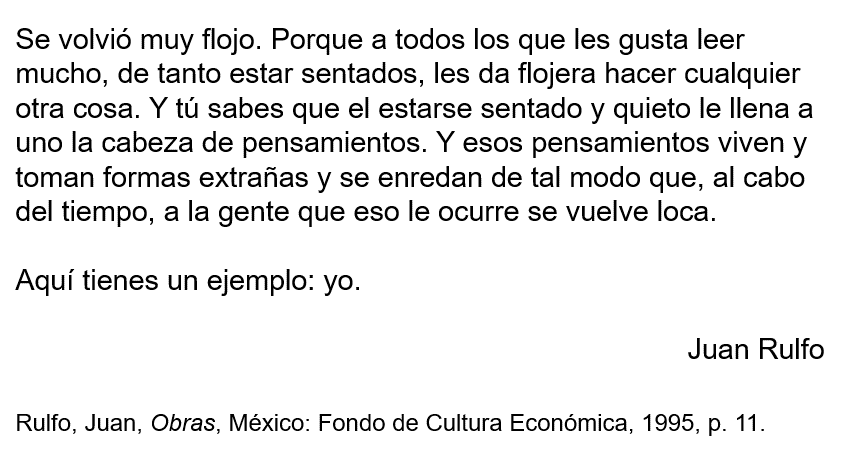 Se volvió muy flojo. Porque a todos los que les gusta leer
mucho, de tanto estar sentados, les da flojera hacer cualquier
otra cosa. Y tú sabes que el estarse sentado y quieto le llena a
uno la cabeza de pensamientos. Y esos pensamientos viven y
toman formas extrañas y se enredan de tal modo que, al cabo
del tiempo, a la gente que eso le ocurre se vuelve loca.
Aquí tienes un ejemplo: yo.
Juan Rulfo
Rulfo, Juan, Obras, México: Fondo de Cultura Económica, 1995, p. 11.